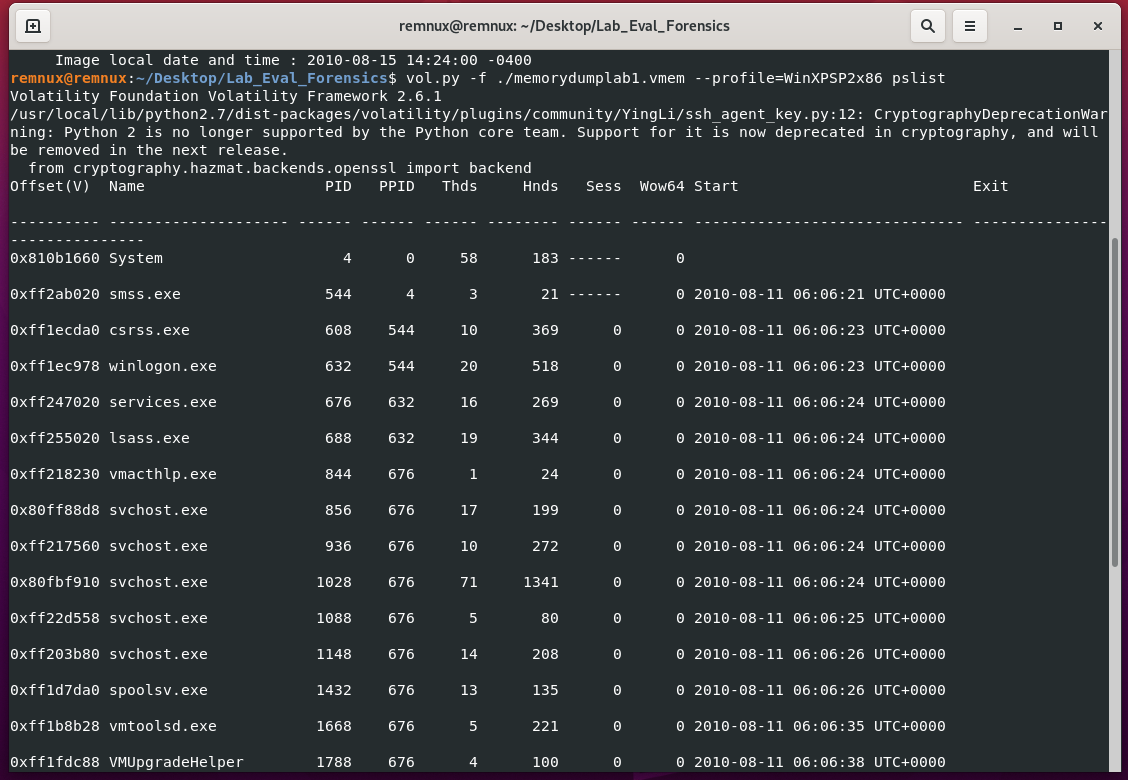 remnux@remnux: ~/Desktop/Lab_Eval_Forensics
     Image local date and time : 2010-08-15 14:24:00 -0400
remnux@remnux:~/Desktop/Lab_Eval_Forensics$ vol.py -f ./memorydumplab1.vmem --profile=WinXPSP2x86 pslist
Volatility Foundation Volatility Framework 2.6.1
/usr/local/lib/python2.7/dist-packages/volatility/plugins/community/YingLi/ssh_agent_key.py:12: CryptographyDeprecationWar
ning: Python 2 is no longer supported by the Python core team. Support for it is now deprecated in cryptography, and will
be removed in the next release.
  from cryptography.hazmat.backends.openssl import backend
Offset(V)  Name                    PID   PPID   Thds     Hnds   Sess  Wow64 Start                          Exit
---------- -------------------- ------ ------ ------ -------- ------ ------ ------------------------------ ---------------
---------------
0x810b1660 System                    4      0     58      183 ------      0
0xff2ab020 smss.exe                544      4      3       21 ------      0 2010-08-11 06:06:21 UTC+0000
0xff1ecda0 csrss.exe               608    544     10      369      0      0 2010-08-11 06:06:23 UTC+0000
0xff1ec978 winlogon.exe            632    544     20      518      0      0 2010-08-11 06:06:23 UTC+0000
0xff247020 services.exe            676    632     16      269      0      0 2010-08-11 06:06:24 UTC+0000
0xff255020 lsass.exe               688    632     19      344      0      0 2010-08-11 06:06:24 UTC+0000
0xff218230 vmacthlp.exe            844    676      1       24      0      0 2010-08-11 06:06:24 UTC+0000
0x80ff88d8 svchost.exe             856    676     17      199      0      0 2010-08-11 06:06:24 UTC+0000
0xff217560 svchost.exe             936    676     10      272      0      0 2010-08-11 06:06:24 UTC+0000
0x80fbf910 svchost.exe            1028    676     71     1341      0      0 2010-08-11 06:06:24 UTC+0000
0xff22d558 svchost.exe            1088    676      5       80      0      0 2010-08-11 06:06:25 UTC+0000
0xff203b80 svchost.exe            1148    676     14      208      0      0 2010-08-11 06:06:26 UTC+0000
0xff1d7da0 spoolsv.exe            1432    676     13      135      0      0 2010-08-11 06:06:26 UTC+0000
0xff1b8b28 vmtoolsd.exe           1668    676      5      221      0      0 2010-08-11 06:06:35 UTC+0000
0xff1fdc88 VMUpgradeHelper        1788    676      4      100      0      0 2010-08-11 06:06:38 UTC+0000